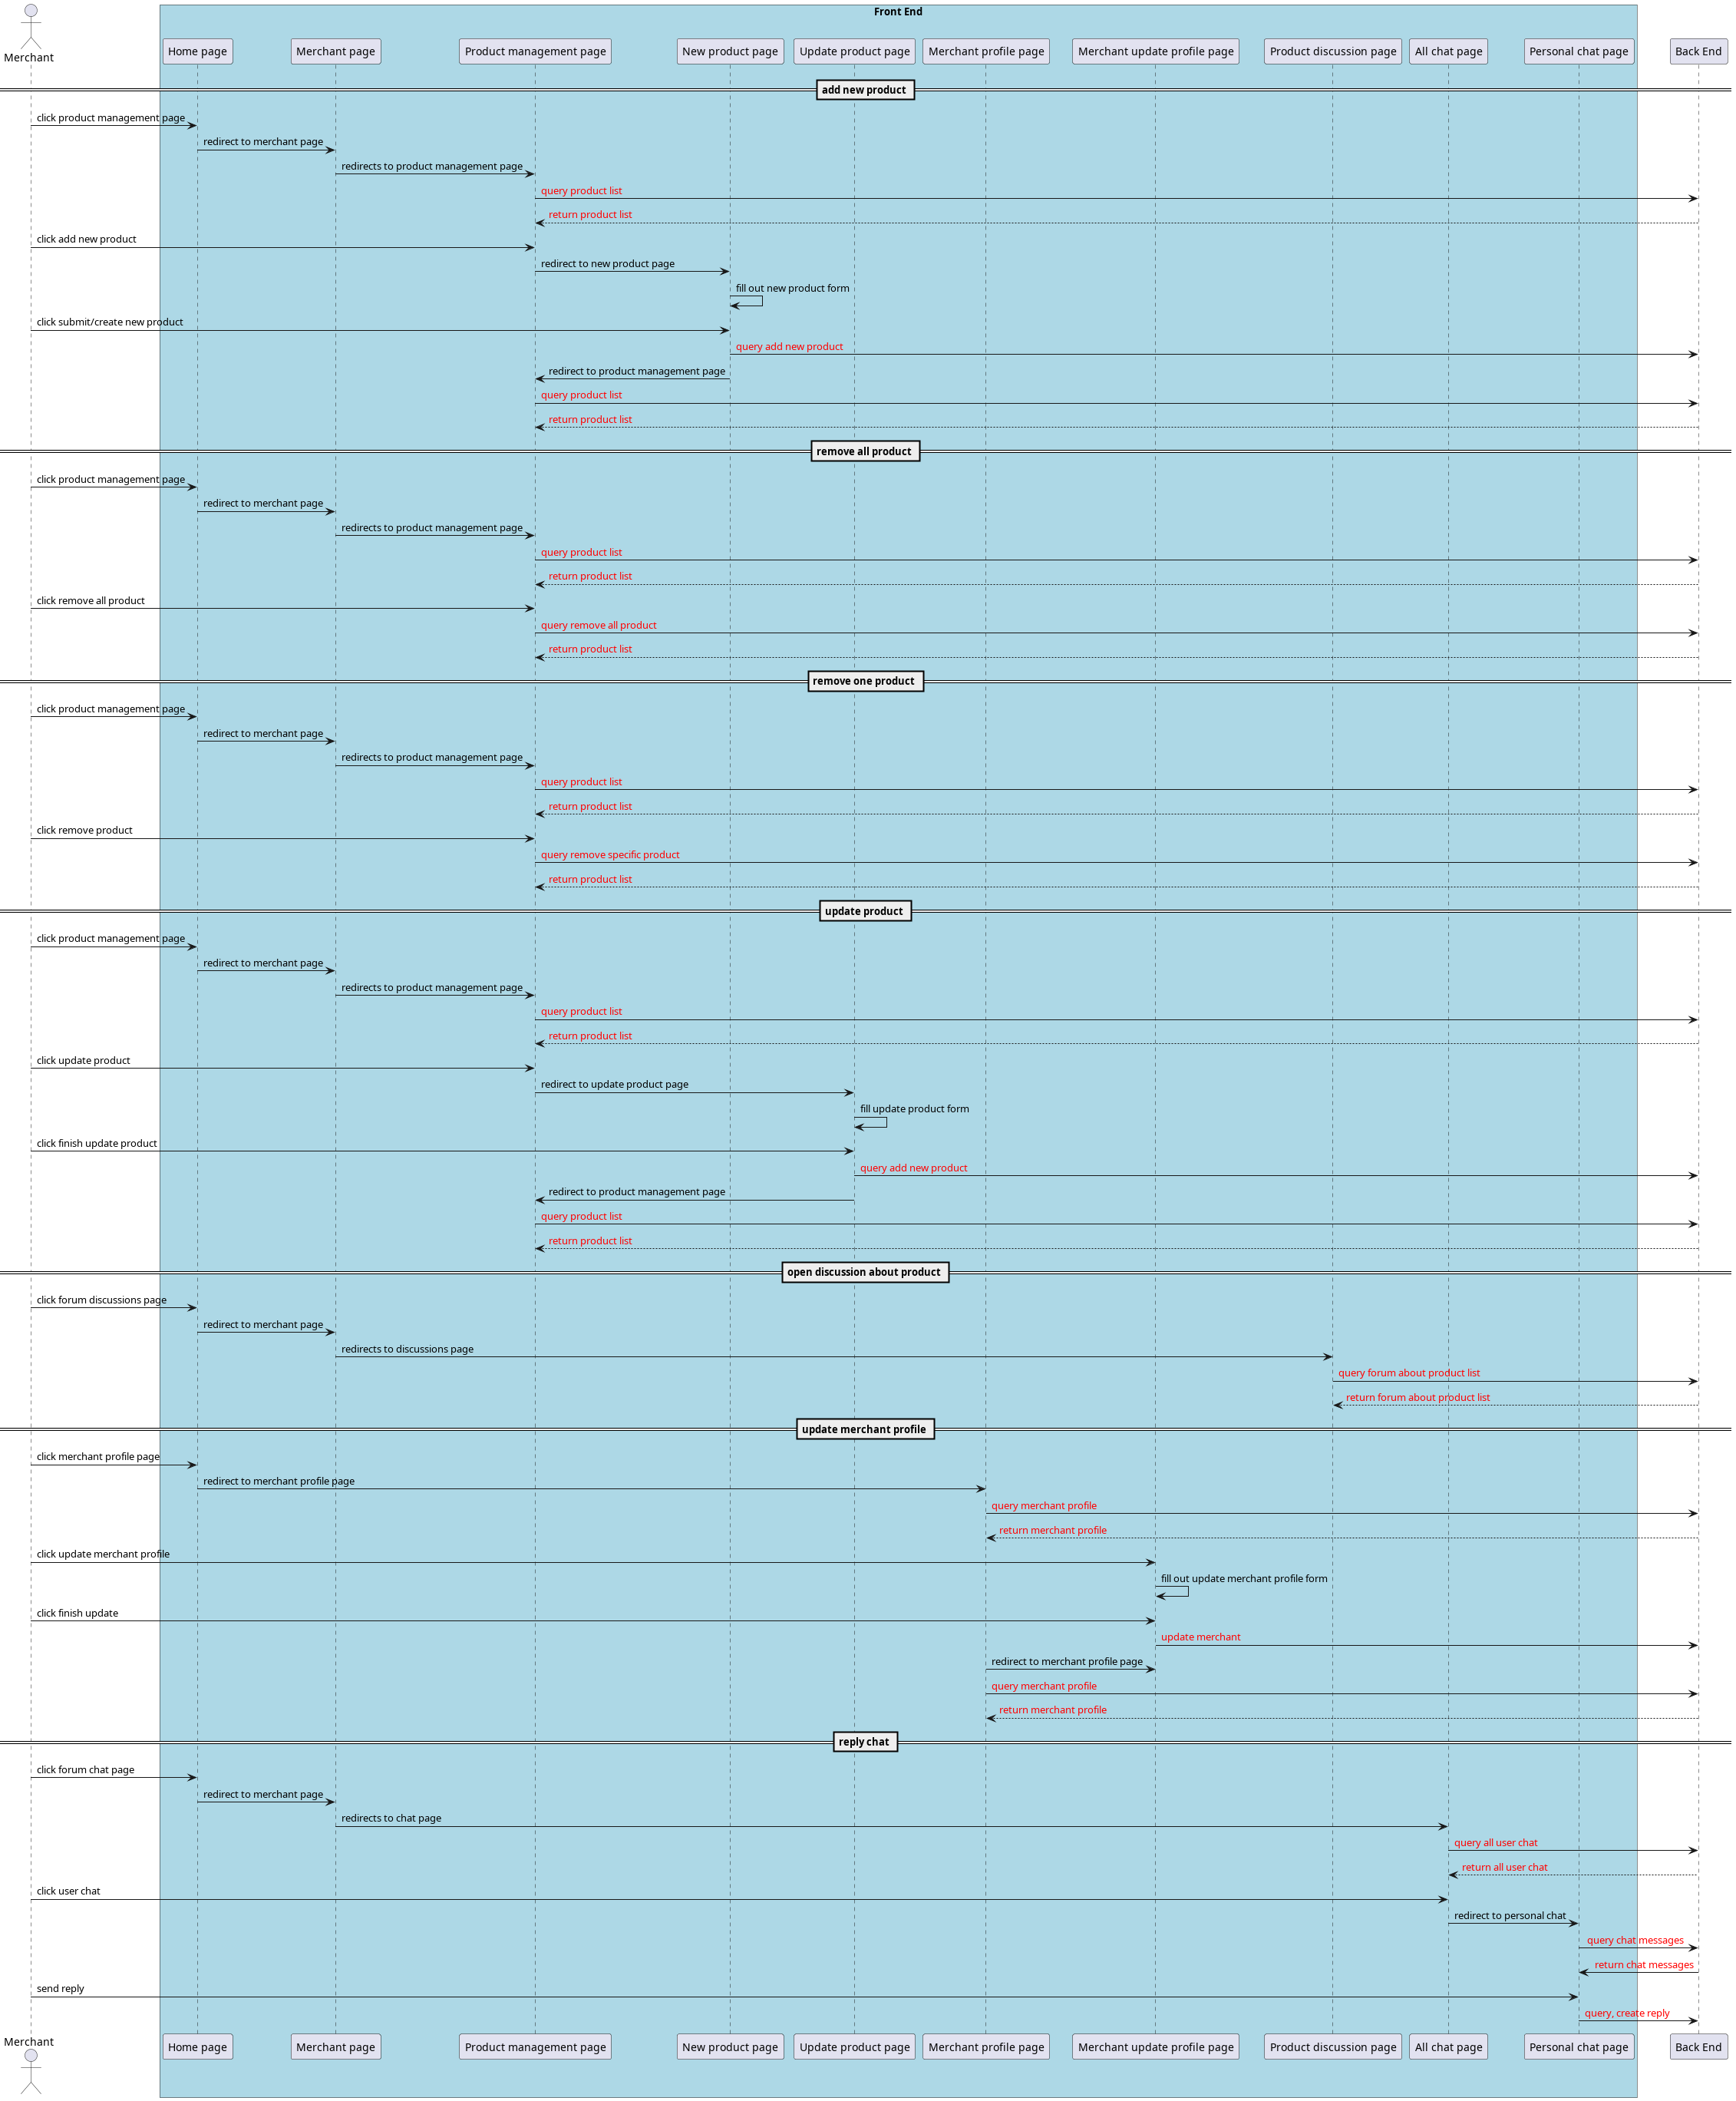 Front End
Merchant
Home page
Merchant page
Product management page
New product page
Update product page
Merchant profile page
Merchant update profile page
Product discussion page
All chat page
Personal chat page
Back End
add new product
click product management page
redirect to merchant page
redirects to product management page
query product list
return product list
click add new product
redirect to new product page
fill out new product form
click submit/create new product
query add new product
redirect to product management page
query product list
return product list
remove all product
click product management page
redirect to merchant page
redirects to product management page
query product list
return product list
click remove all product
query remove all product
return product list
remove one product
click product management page
redirect to merchant page
redirects to product management page
query product list
return product list
click remove product
query remove specific product
return product list
update product
click product management page
redirect to merchant page
redirects to product management page
query product list
return product list
click update product
redirect to update product page
fill update product form
click finish update product
query add new product
redirect to product management page
query product list
return product list
open discussion about product
click forum discussions page
redirect to merchant page
redirects to discussions page
query forum about product list
return forum about product list
update merchant profile
click merchant profile page
redirect to merchant profile page
query merchant profile
return merchant profile
click update merchant profile
fill out update merchant profile form
click finish update
update merchant
redirect to merchant profile page
query merchant profile
return merchant profile
reply chat
click forum chat page
redirect to merchant page
redirects to chat page
query all user chat
return all user chat
click user chat
redirect to personal chat
query chat messages
return chat messages
send reply
query, create reply
Merchant
Home page
Merchant page
Product management page
New product page
Update product page
Merchant profile page
Merchant update profile page
Product discussion page
All chat page
Personal chat page
Back End